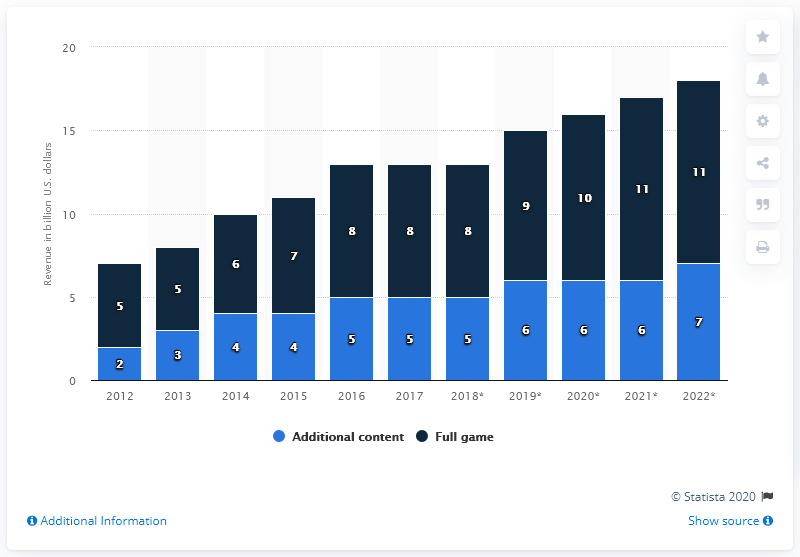 20
15
10
5
0
Revenue in billion U.S. dollars
5 5 6 7 8 8 8 9 10 11 11
2 3 4 4 5 5 5 6 6 6 7
2012 2013 2014 2015 2016 2017 2018* 2019* 2020* 2021* 2022*
Additional content Full game
© Statista 2020
Additional Information Show source